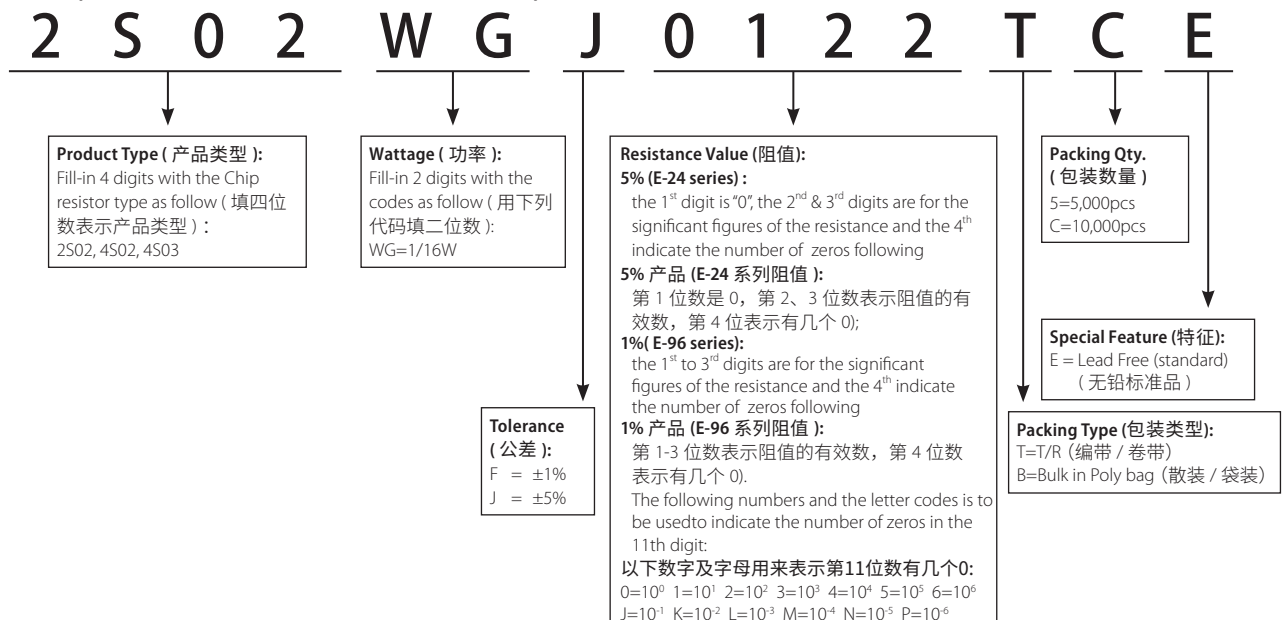 2 S 0 2 W G J 0 1 2 2 T C E
Product Type ( 产品类型 ):
Fill-in 4 digits with the Chip
resistor type as follow ( 填四位
数表示产品类型 ) :
2S02, 4S02, 4S03
Wattage ( 功率 ):
Fill-in 2 digits with the
codes as follow ( 用下列
代码填二位数 ):
WG=1/16W
Tolerance
( 公差 ):
F = ±1%
J = ±5%
Resistance Value (阻值):
5% (E-24 series) :
the 1st digit is “0”, the 2nd & 3rd digits are for the
significant figures of the resistance and the 4th
indicate the number of zeros following
5% 产品 (E-24 系列阻值 ):
第 1 位数是 0，第 2、3 位数表示阻值的有
效数，第 4 位表示有几个 0);
1%( E-96 series):
the 1st to 3rd digits are for the significant
figures of the resistance and the 4th indicate
the number of zeros following
1% 产品 (E-96 系列阻值 ):
第 1-3 位数表示阻值的有效数，第 4 位数
表示有几个 0).
The following numbers and the letter codes is to
be usedto indicate the number of zeros in the
11th digit:
以下数字及字母用来表示第11位数有几个0:
0=10⁰ 1=10¹ 2=10² 3=10³ 4=10⁴ 5=10⁵ 6=10⁶
J=10⁻¹ K=10⁻² L=10⁻³ M=10⁻⁴ N=10⁻⁵ P=10⁻⁶
Packing Qty.
( 包装数量 )
5=5,000pcs
C=10,000pcs
Special Feature (特征):
E = Lead Free (standard)
( 无铅标准品 )
Packing Type (包装类型):
T=T/R（编带 / 卷带）
B=Bulk in Poly bag（散装 / 袋装）